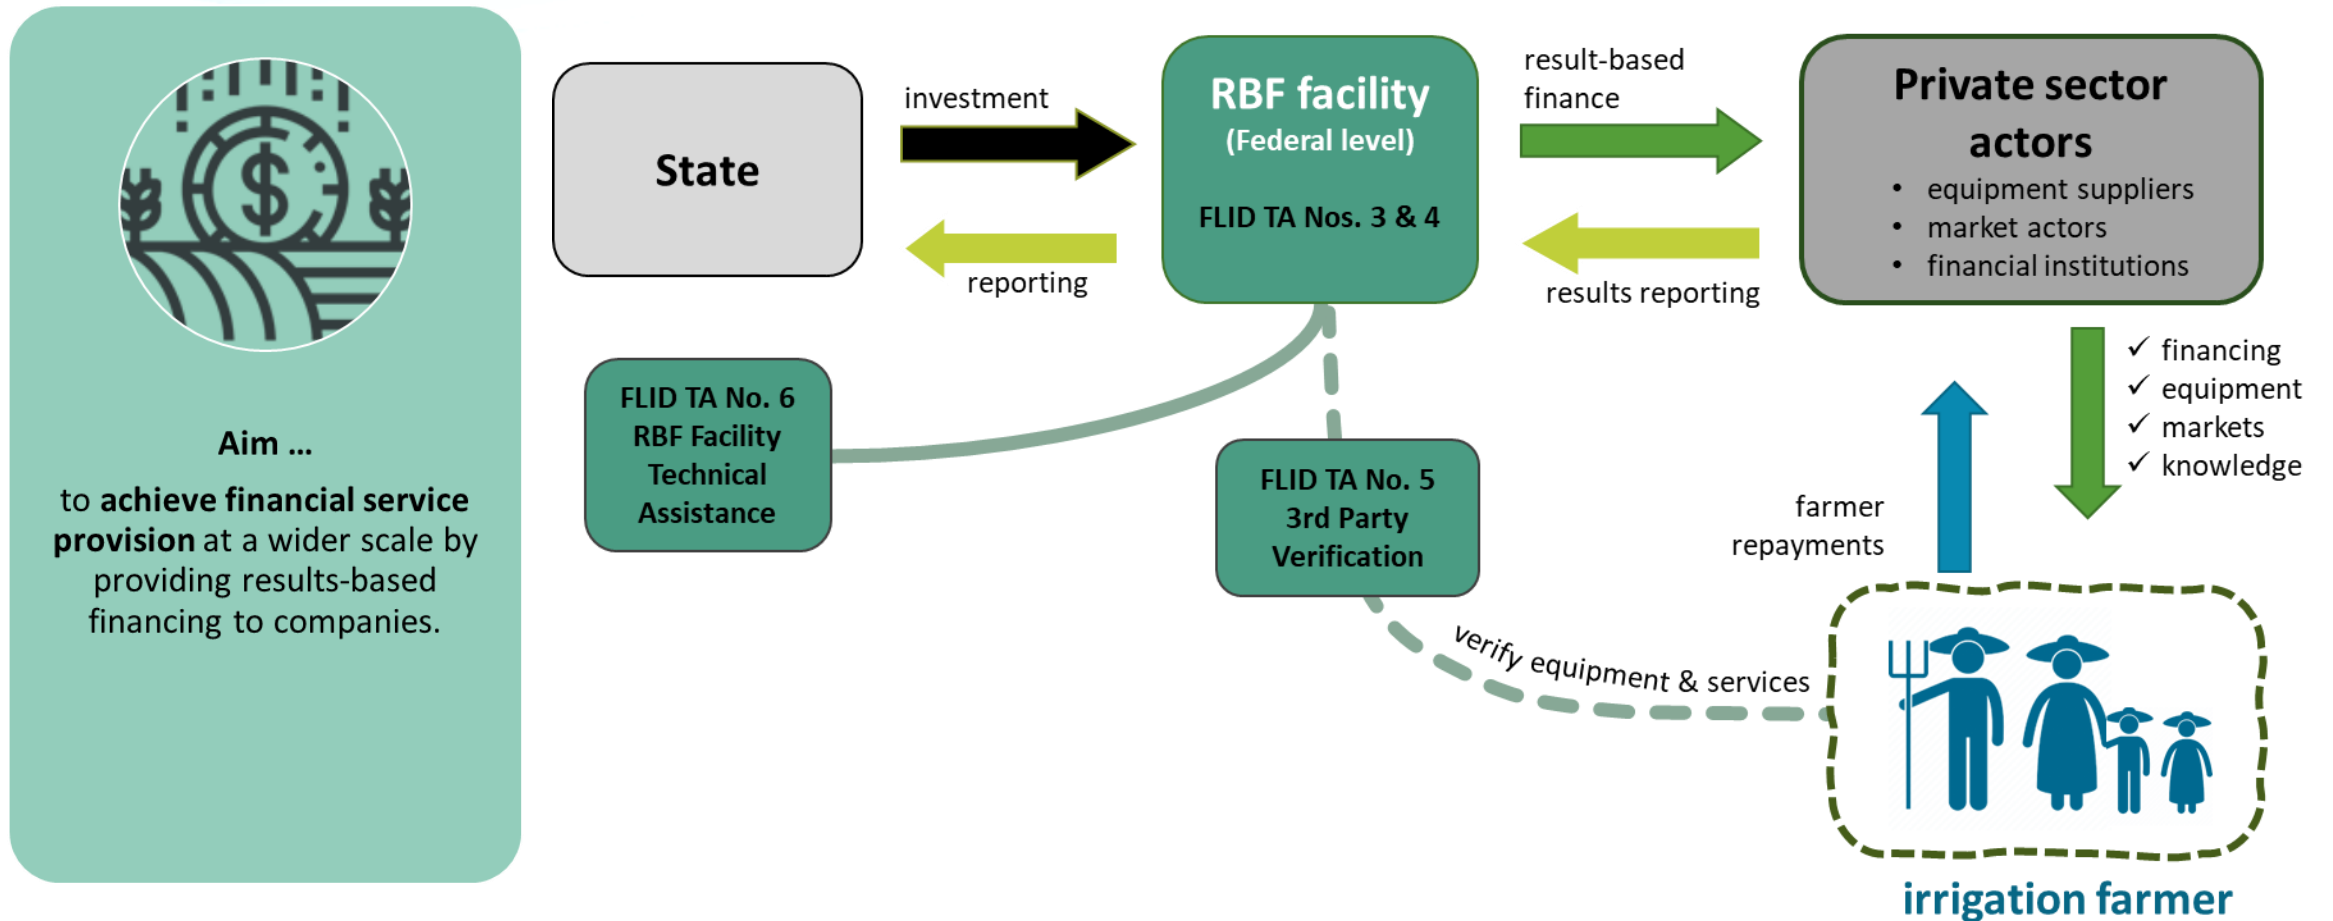 Aim ...
to achieve financial service
provision at a wider scale by
providing results-based
financing to companies.
State
investment
reporting
RBF facility
(Federal level)
FLID TA Nos. 3 & 4
result-based
finance
results reporting
Private sector
actors
• equipment suppliers
• market actors
• financial institutions
FLID TA No. 6
RBF Facility
Technical
Assistance
FLID TA No. 5
3rd Party
Verification
verify equipment & services
farmer
repayments
✓ financing
✓ equipment
✓ markets
✓ knowledge
irrigation farmer